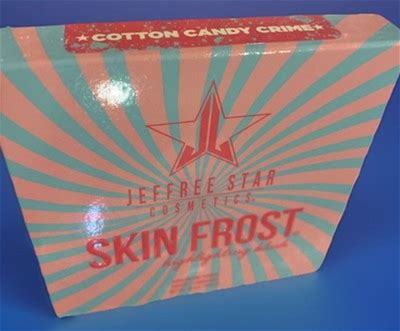 ★COTTON CANDY CRIME★
JEFFREE STAR
COSMETICS.
SKIN FROST